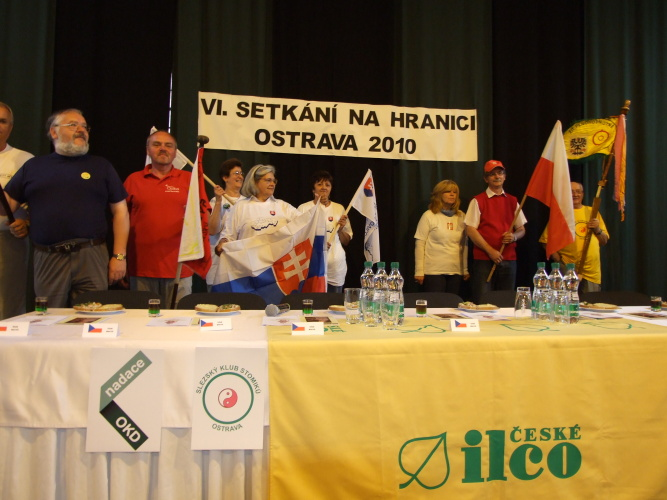 VI. SETKÁNÍ NA HRANICI
OSTRAVA 2010
nadace
OKD
SLEZSKÝ KLUB STOMIKŮ
OSTRAVA
ČESKÉ
ilco